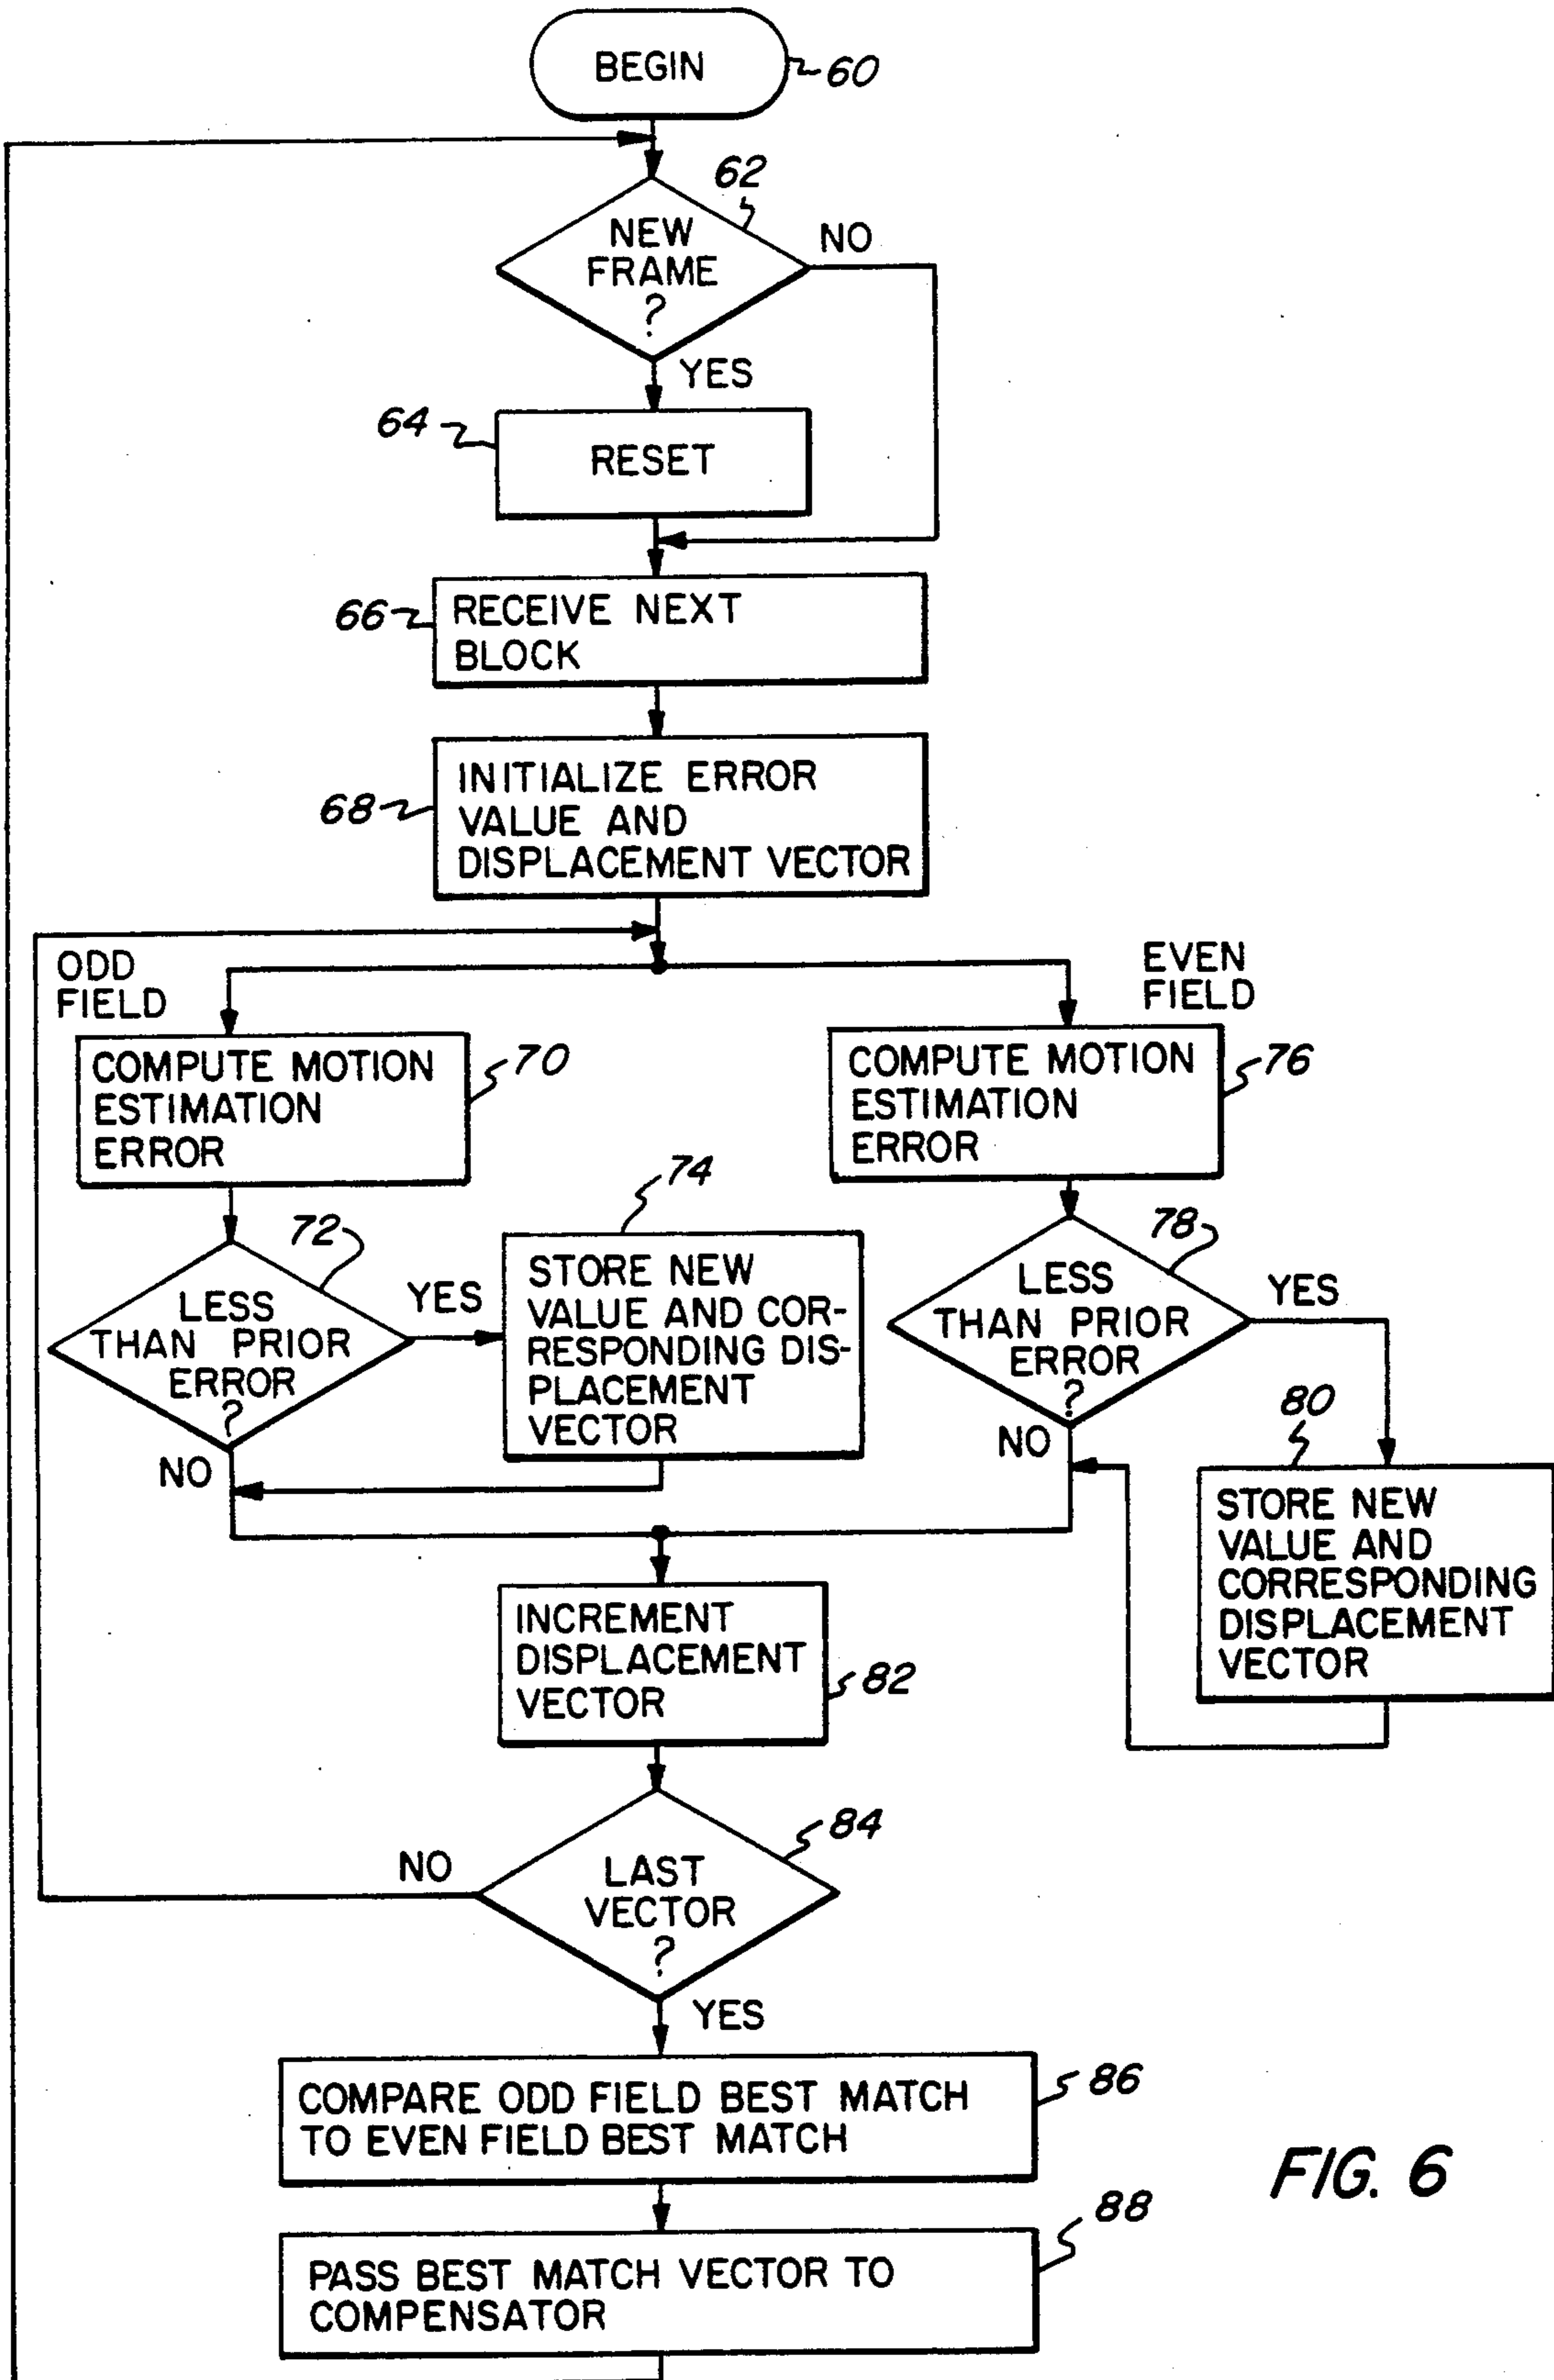 BEGIN
60
62
NEW
FRAME
?
NO
YES
64
RESET
66
RECEIVE NEXT
BLOCK
68
INITIALIZE ERROR
VALUE AND
DISPLACEMENT VECTOR
ODD
FIELD
EVEN
FIELD
COMPUTE MOTION
ESTIMATION
ERROR
70
COMPUTE MOTION
ESTIMATION
ERROR
76
72
LESS
THAN PRIOR
ERROR
?
YES
NO
74
STORE NEW
VALUE AND COR-
RESPONDING DIS-
PLACEMENT
VECTOR
78
LESS
THAN PRIOR
ERROR
?
YES
NO
80
STORE NEW
VALUE AND
CORRESPONDING
DISPLACEMENT
VECTOR
INCREMENT
DISPLACEMENT
VECTOR
82
84
NO
LAST
VECTOR
?
YES
COMPARE ODD FIELD BEST MATCH
TO EVEN FIELD BEST MATCH
86
88
PASS BEST MATCH VECTOR TO
COMPENSATOR
FIG. 6